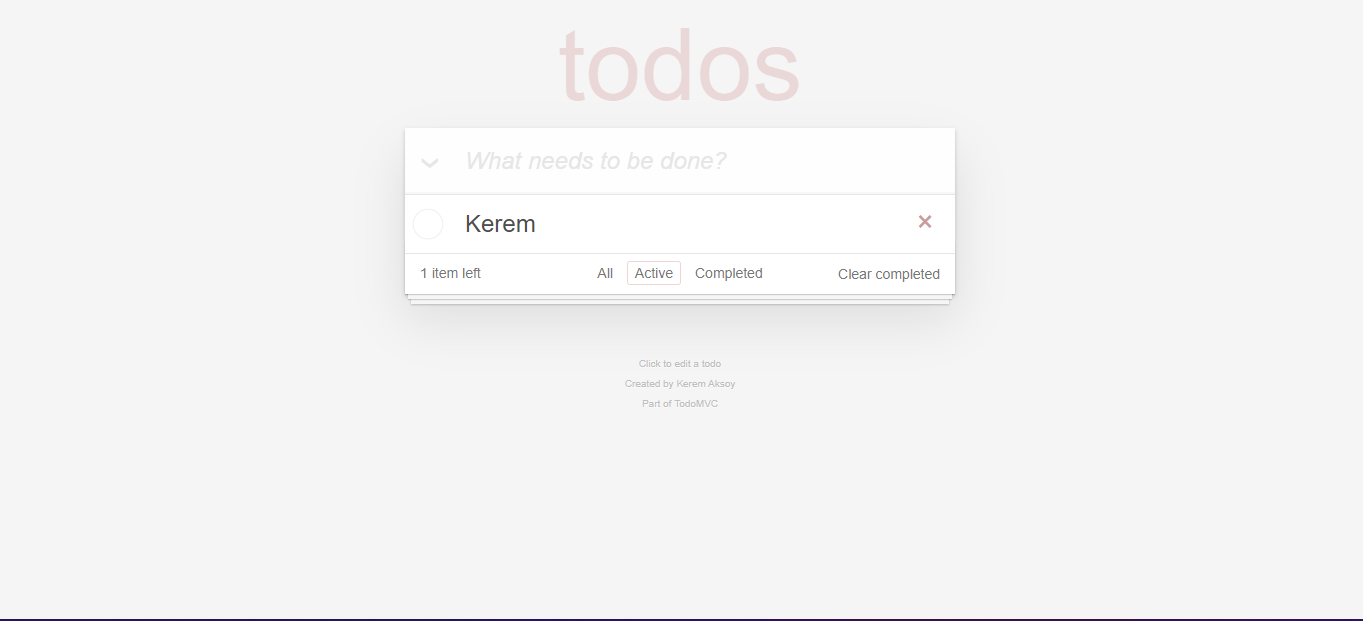 todos
What needs to be done?
Kerem
1 item left All Active Completed Clear completed
Click to edit a todo
Created by Kerem Aksoy
Part of TodoMVC